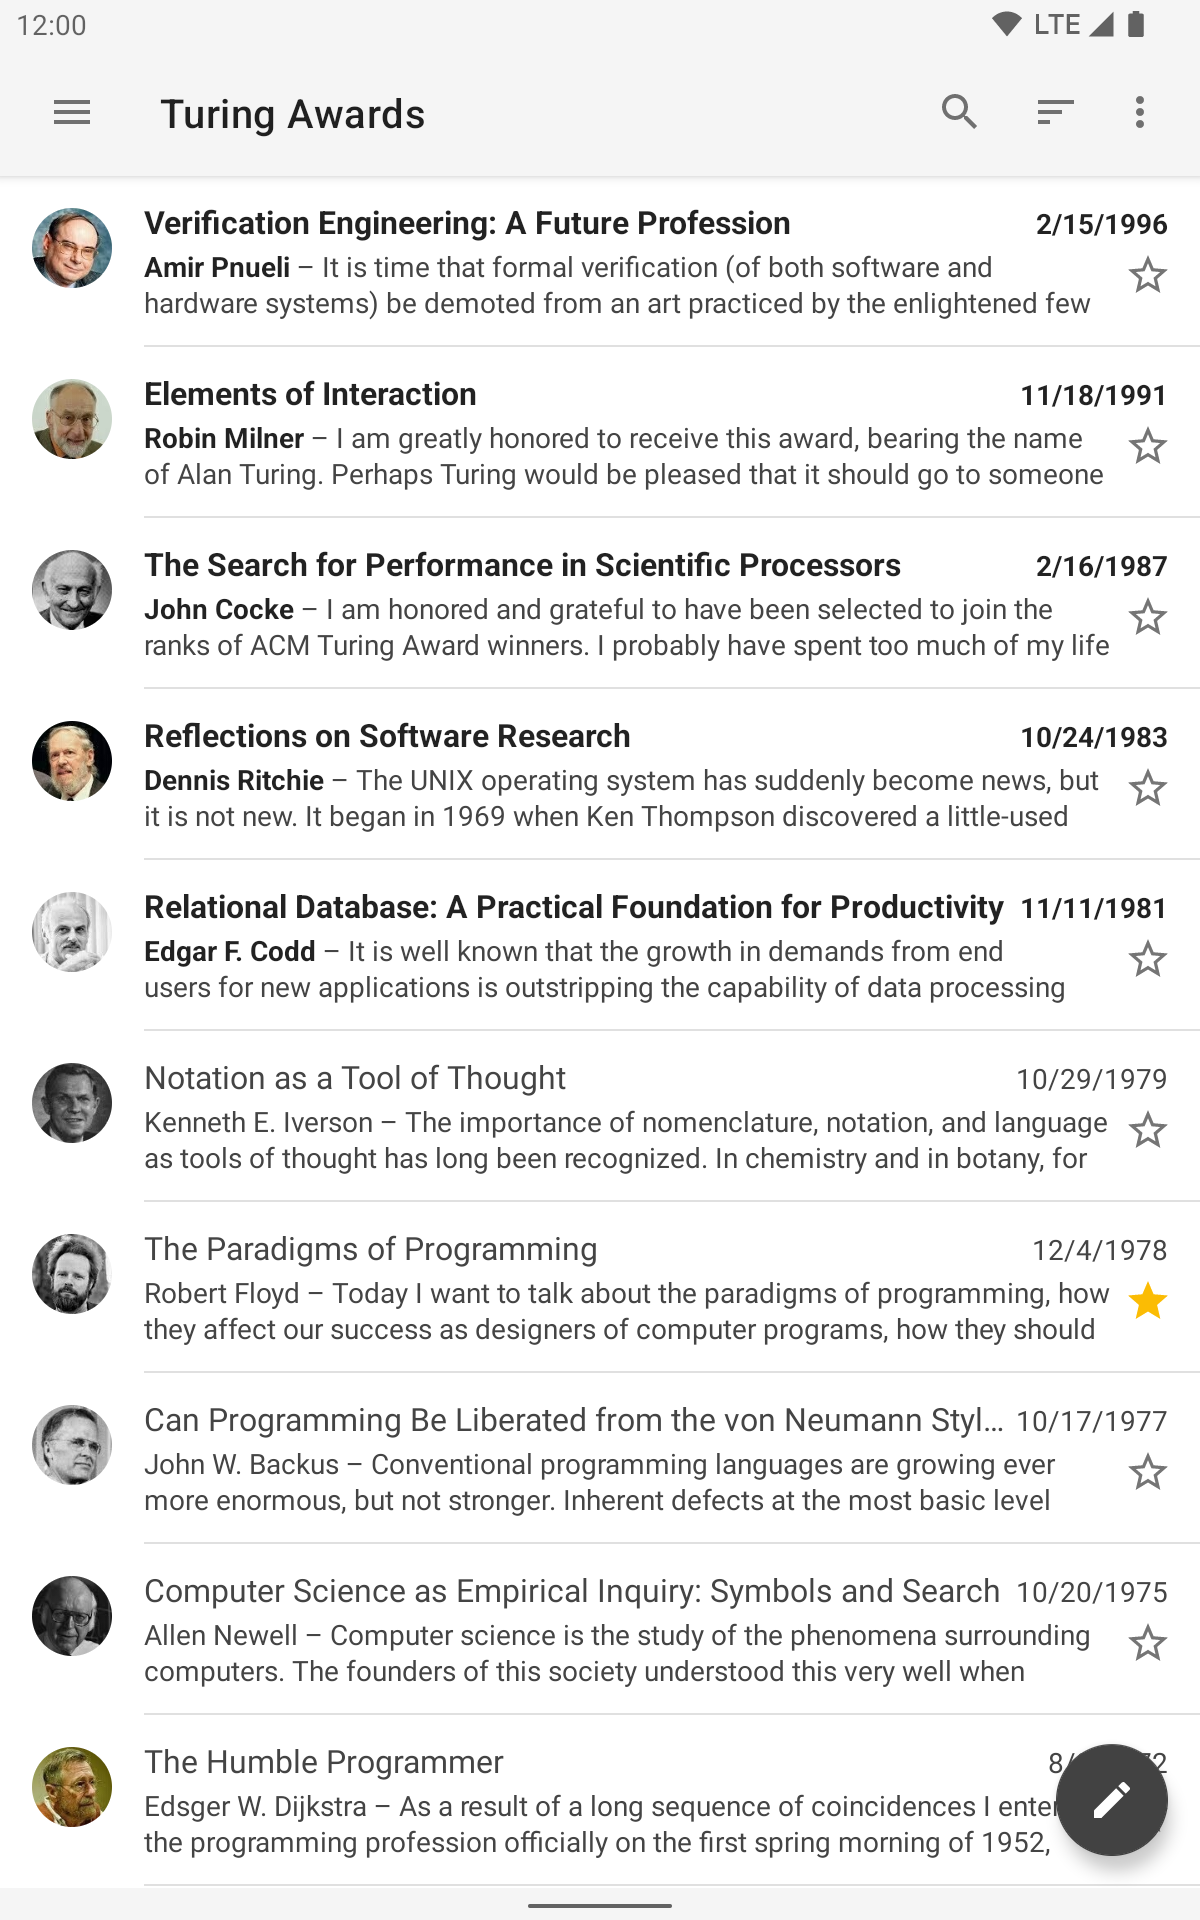 12:00 LTE
Turing Awards
Verification Engineering: A Future Profession 2/15/1996
Amir Pnueli – It is time that formal verification (of both software and
hardware systems) be demoted from an art practiced by the enlightened few
Elements of Interaction 11/18/1991
Robin Milner – I am greatly honored to receive this award, bearing the name
of Alan Turing. Perhaps Turing would be pleased that it should go to someone
The Search for Performance in Scientific Processors 2/16/1987
John Cocke – I am honored and grateful to have been selected to join the
ranks of ACM Turing Award winners. I probably have spent too much of my life
Reflections on Software Research 10/24/1983
Dennis Ritchie – The UNIX operating system has suddenly become news, but
it is not new. It began in 1969 when Ken Thompson discovered a little-used
Relational Database: A Practical Foundation for Productivity 11/11/1981
Edgar F. Codd – It is well known that the growth in demands from end
users for new applications is outstripping the capability of data processing
Notation as a Tool of Thought 10/29/1979
Kenneth E. Iverson – The importance of nomenclature, notation, and language
as tools of thought has long been recognized. In chemistry and in botany, for
The Paradigms of Programming 12/4/1978
Robert Floyd – Today I want to talk about the paradigms of programming, how
they affect our success as designers of computer programs, how they should
Can Programming Be Liberated from the von Neumann Styl... 10/17/1977
John W. Backus – Conventional programming languages are growing ever
more enormous, but not stronger. Inherent defects at the most basic level
Computer Science as Empirical Inquiry: Symbols and Search 10/20/1975
Allen Newell – Computer science is the study of the phenomena surrounding
computers. The founders of this society understood this very well when
The Humble Programmer
Edsger W. Dijkstra – As a result of a long sequence of coincidences I
the programming profession officially on the first spring morning of 1952,